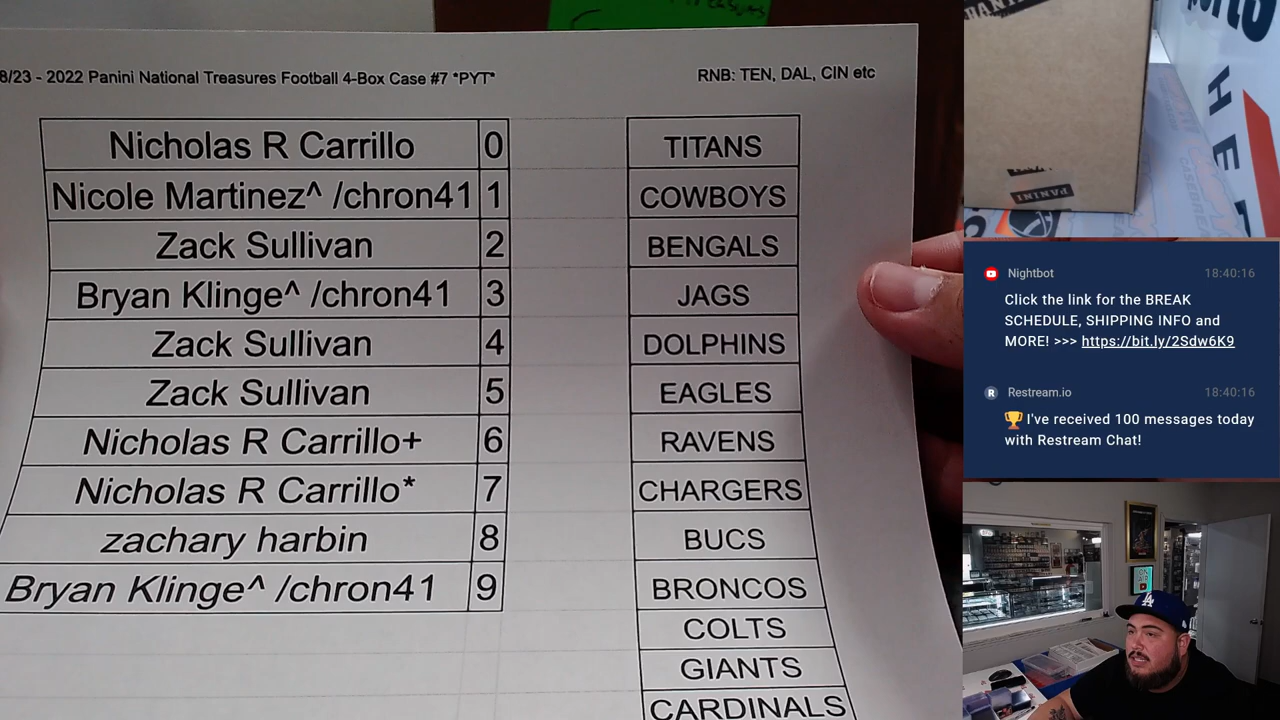 8/23 - 2022 Panini National Treasures Football 4-Box Case #7 *PYT*
RNB: TEN, DAL, CIN etc
Nicholas R Carrillo 0
Nicole Martinez^ /chron41 1
Zack Sullivan 2
Bryan Klinge^ /chron41 3
Zack Sullivan 4
Zack Sullivan 5
Nicholas R Carrillo+ 6
Nicholas R Carrillo* 7
zachary harbin 8
Bryan Klinge^ /chron41 9
TITANS
COWBOYS
BENGALS
JAGS
DOLPHINS
EAGLES
RAVENS
CHARGERS
BUCS
BRONCOS
COLTS
GIANTS
CARDINALS
PANINI
Nightbot 18:40:16
Click the link for the BREAK
SCHEDULE, SHIPPING INFO and
MORE! >>> https://bit.ly/2Sdw6K9
Restream.io 18:40:16
🏆 I've received 100 messages today
with Restream Chat!
ON
AIR
LA